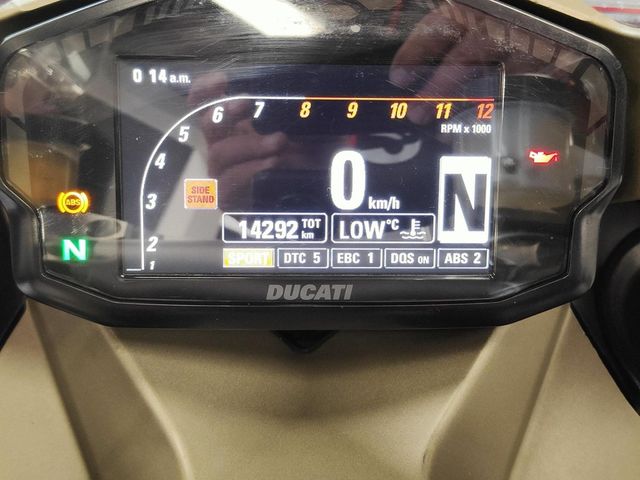 0 14 a.m.
1 2 3 4 5 6 7 8 9 10 11 12
RPM x 1000
ABS
SIDE
STAND
0 km/h
N
N
14292 TOT km
LOW °C
SPORT DTC 5 EBC 1 DQS ON ABS 2
DUCATI